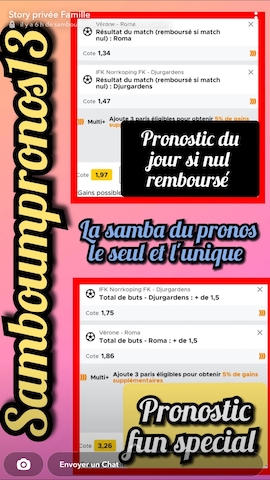 Story privée Famille
Samboumpronos13
Vérone - Roma
Résultat du match (remboursé si match
nul) : Roma
Cote 1,34
IFK Norrkoping FK - Djurgardens
Résultat du match (remboursé si match
nul) : Djurgardens
Cote 1,47
Multi+ Ajoute 3 paris éligibles pour obtenir 5% de gains
Cote 1,97
Gains possibles
Pronostic du
jour si nul
remboursé
La samba du pronos
le seul et l'unique
IFK Norrkoping FK - Djurgardens
Total de buts - Djurgardens : + de 1,5
Cote 1,75
Vérone - Roma
Total de buts - Roma : + de 1,5
Cote 1,86
Multi+ Ajoute 3 paris éligibles pour obtenir 5% de gains
supplémentaires
3,26
Pronostic
fun special
Envoyer un Chat